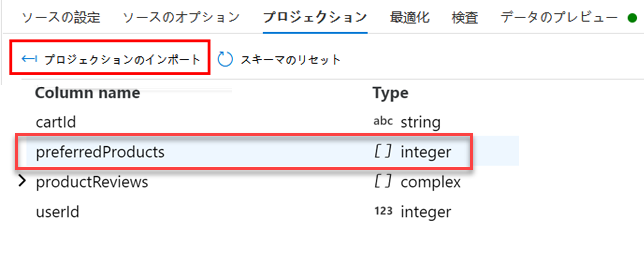 ソースの設定 ソースのオプション プロジェクション 最適化 検査 データのプレビュー
プロジェクションのインポート スキーマのリセット
Column name Type
cartId abc string
preferredProducts [ ] integer
productReviews [ ] complex
userId 123 integer